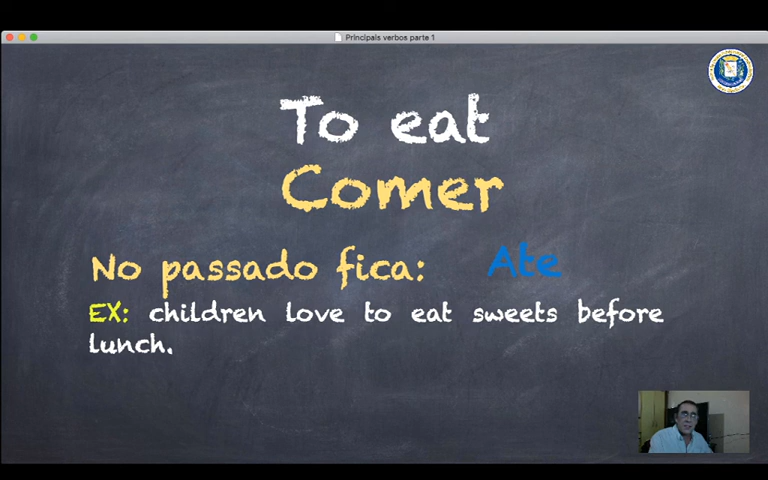 Principais verbos parte 1
To eat
Comer
No passado fica: Ate
EX: children love to eat sweets before
lunch.